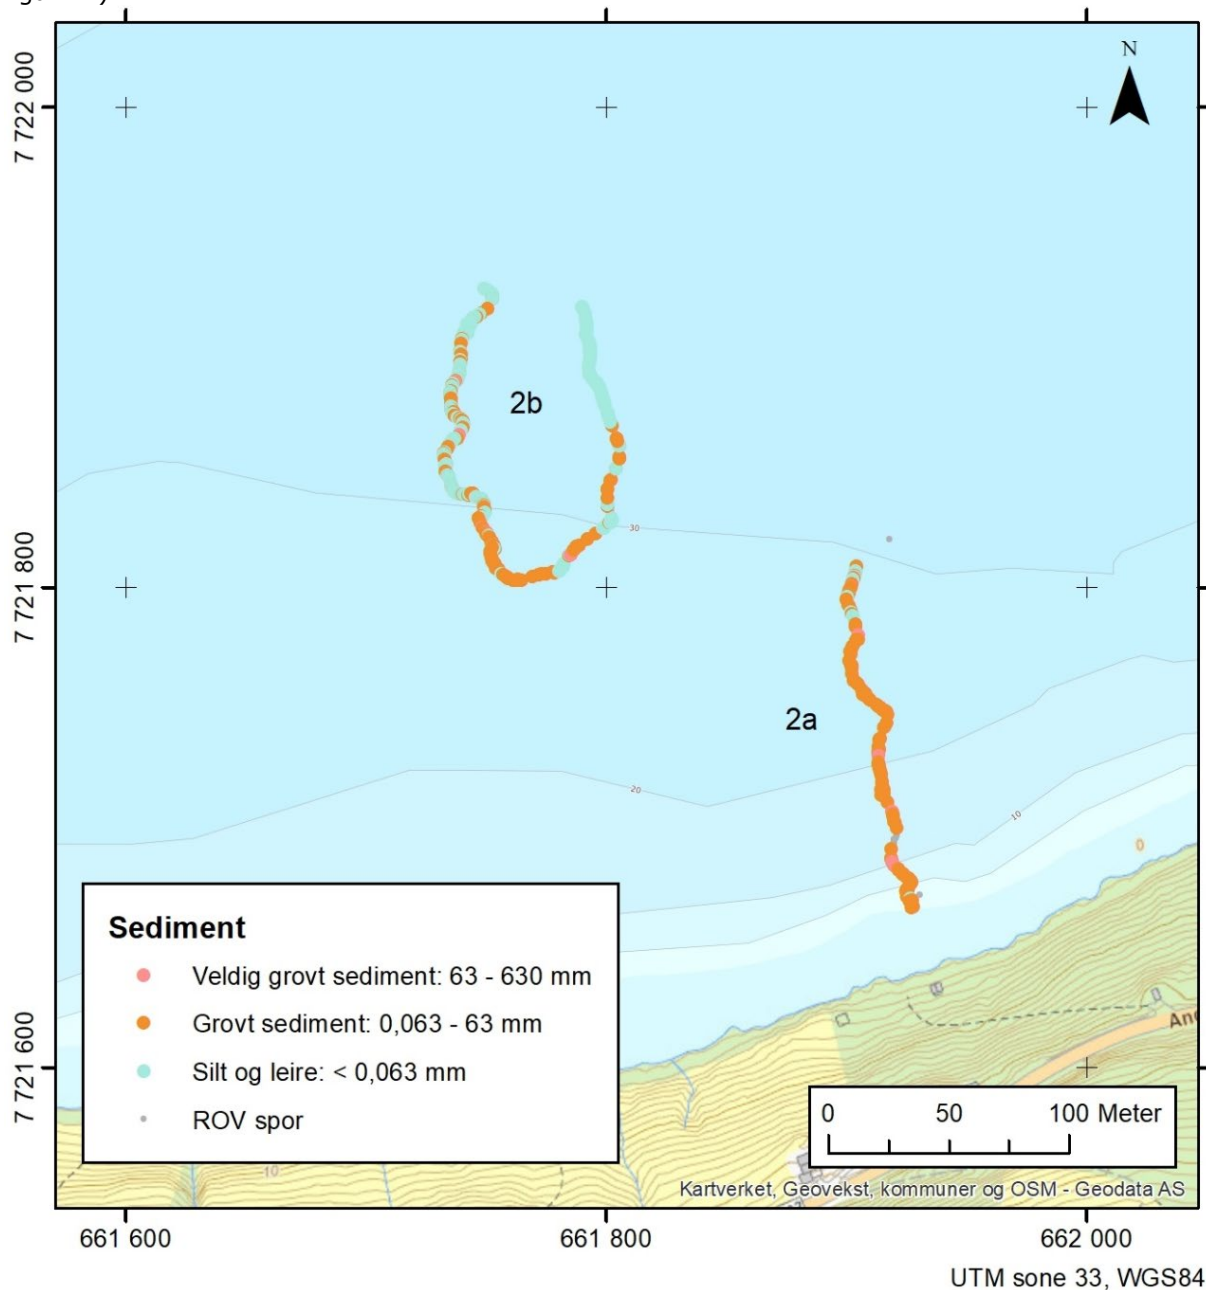 N
7 722 000
2b
30
7 721 800
2a
20
10
0
Sediment
Veldig grovt sediment: 63 - 630 mm
Grovt sediment: 0,063 - 63 mm
Silt og leire: < 0,063 mm
ROV spor
And
7 721 600
0 50 100 Meter
10
Kartverket, Geovekst, kommuner og OSM - Geodata AS
661 600 661 800 662 000
UTM sone 33, WGS84